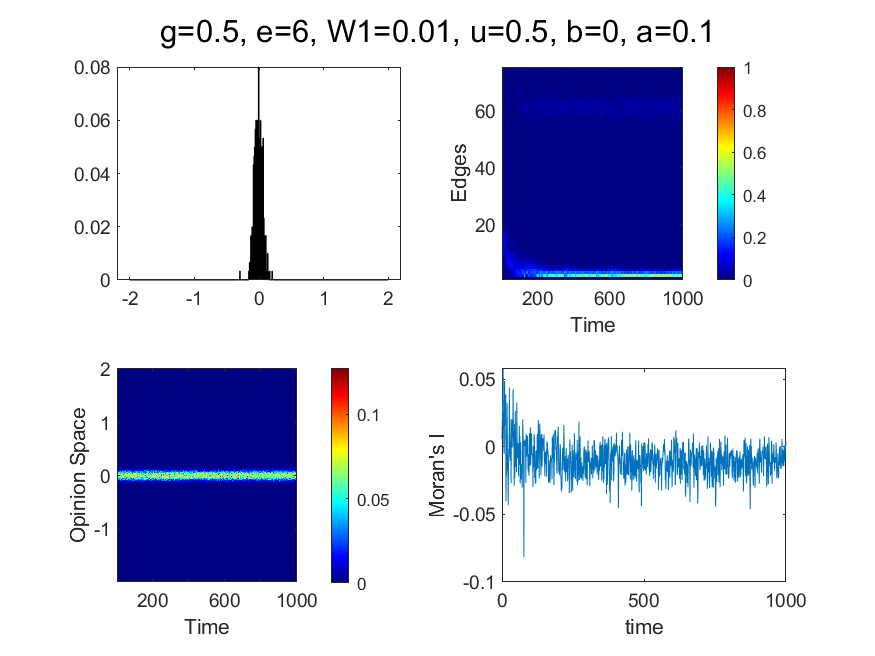 g=0.5, e=6, W1=0.01, u=0.5, b=0, a=0.1
0.08
0.06
0.04
0.02
0
-2 -1 0 1 2
Edges
60
40
20
200 600 1000
Time
1
0.8
0.6
0.4
0.2
0
Opinion Space
2
1
0
-1
200 600 1000
Time
0.1
0.05
0
Moran's I
0.05
0
-0.05
-0.1
0 500 1000
time